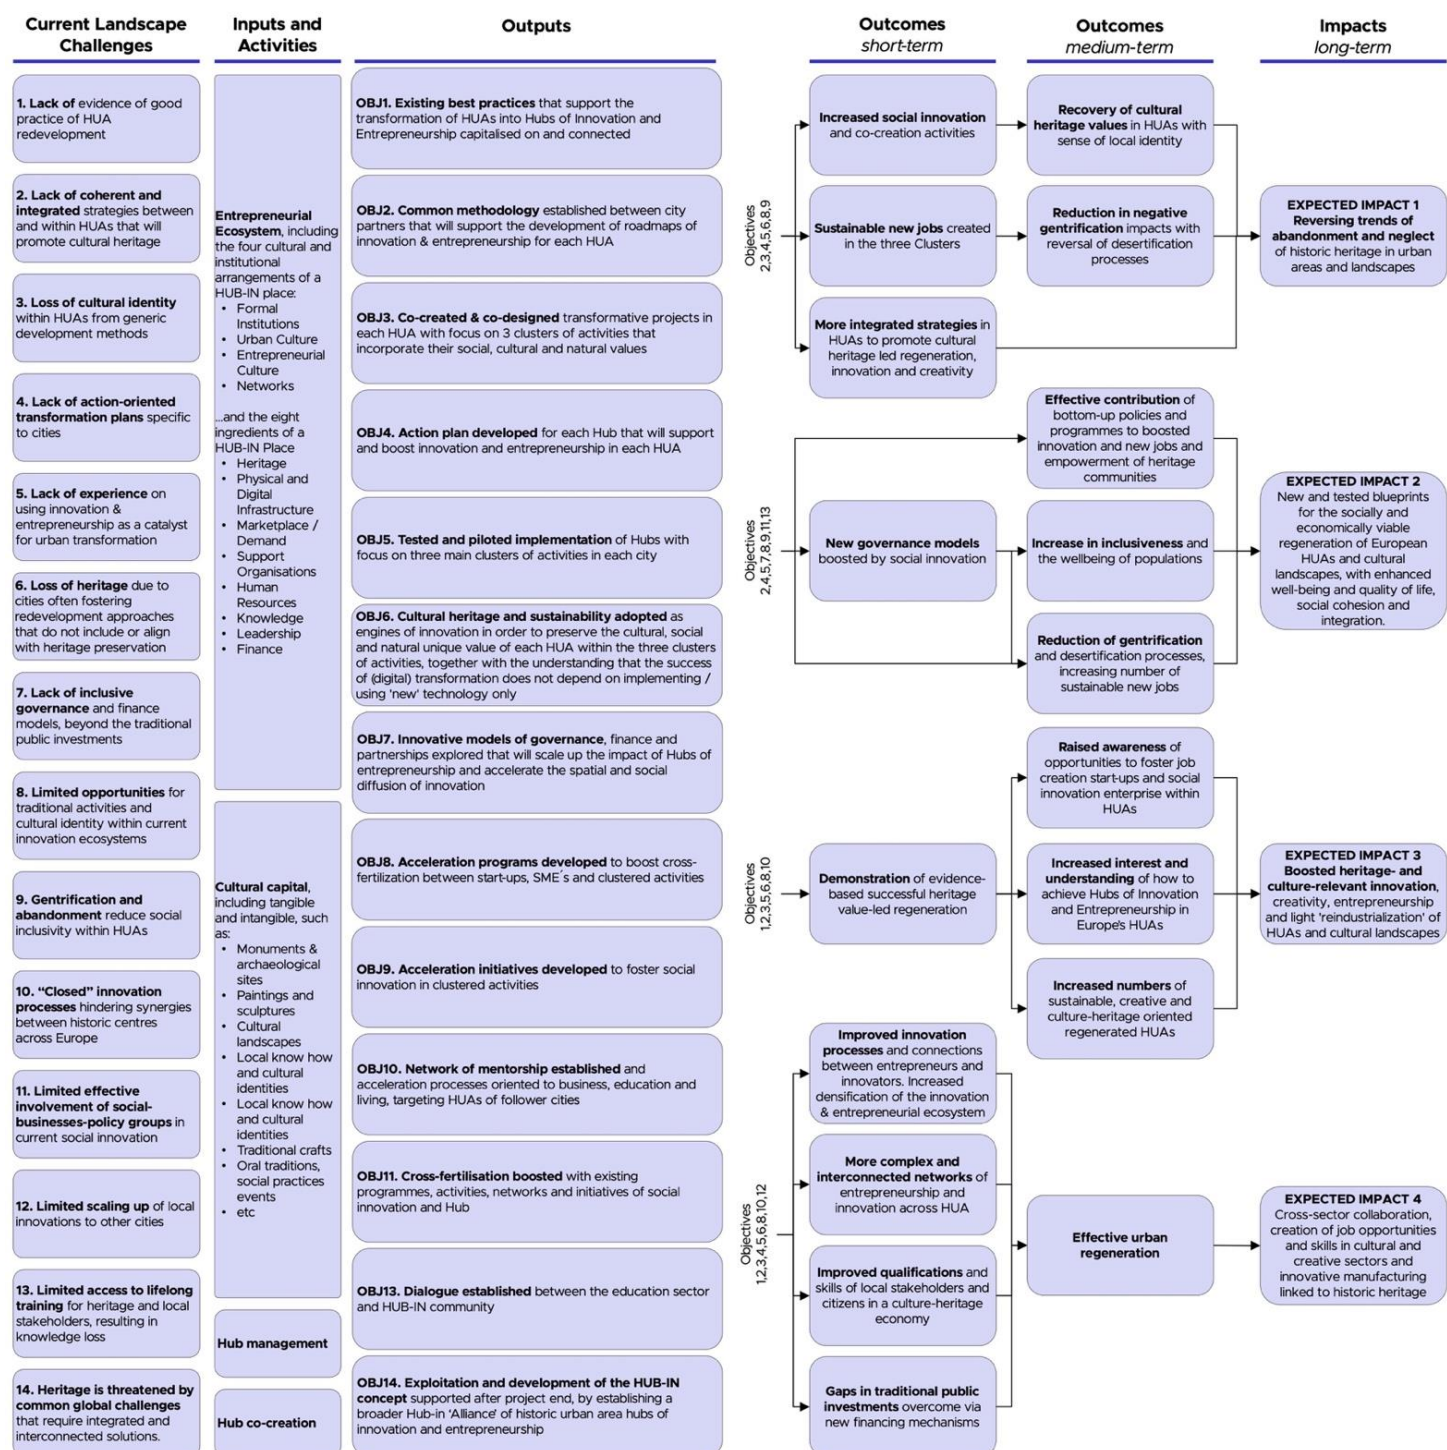 Current Landscape
Challenges
1. Lack of evidence of good
practice of HUA
redevelopment
2. Lack of coherent and
integrated strategies between
and within HUAs that will
promote cultural heritage
3. Loss of cultural identity
within HUAs from generic
development methods
4. Lack of action-oriented
transformation plans specific
to cities
5. Lack of experience on
using innovation &
entrepreneurship as a catalyst
for urban transformation
6. Loss of heritage due to
cities often fostering
redevelopment approaches
that do not include or align
with heritage preservation
7. Lack of inclusive
governance and finance
models, beyond the traditional
public investments
8. Limited opportunities for
traditional activities and
cultural identity within current
innovation ecosystems
9. Gentrification and
abandonment reduce social
inclusivity within HUAs
10. “Closed” innovation
processes hindering synergies
between historic centres
across Europe
11. Limited effective
involvement of social-
businesses-policy groups in
current social innovation
12. Limited scaling up of local
innovations to other cities
13. Limited access to lifelong
training for heritage and local
stakeholders, resulting in
knowledge loss
14. Heritage is threatened by
common global challenges
that require integrated and
interconnected solutions.
Inputs and
Activities
Entrepreneurial
Ecosystem, including
the four cultural and
institutional
arrangements of a
HUB-IN place:
• Formal
Institutions
• Urban Culture
• Entrepreneurial
Culture
• Networks
...and the eight
ingredients of a
HUB-IN Place
• Heritage
• Physical and
Digital
Infrastructure
• Marketplace /
Demand
• Support
Organisations
• Human
Resources
• Knowledge
• Leadership
• Finance
Cultural capital,
including tangible
and intangible, such
as:
• Monuments &
archaeological
sites
• Paintings and
sculptures
• Cultural
landscapes
• Local know how
and cultural
identities
• Local know how
and cultural
identities
• Traditional crafts
• Oral traditions,
social practices
events
• etc
Hub management
Hub co-creation
Outputs
OBJ1. Existing best practices that support the
transformation of HUAs into Hubs of Innovation and
Entrepreneurship capitalised on and connected
OBJ2. Common methodology established between city
partners that will support the development of roadmaps of
innovation & entrepreneurship for each HUA
OBJ3. Co-created & co-designed transformative projects in
each HUA with focus on 3 clusters of activities that
incorporate their social, cultural and natural values
OBJ4. Action plan developed for each Hub that will support
and boost innovation and entrepreneurship in each HUA
OBJ5. Tested and piloted implementation of Hubs with
focus on three main clusters of activities in each city
OBJ6. Cultural heritage and sustainability adopted as
engines of innovation in order to preserve the cultural, social
and natural unique value of each HUA within the three clusters
of activities, together with the understanding that the success
of (digital) transformation does not depend on implementing /
using 'new' technology only
OBJ7. Innovative models of governance, finance and
partnerships explored that will scale up the impact of Hubs of
entrepreneurship and accelerate the spatial and social
diffusion of innovation
OBJ8. Acceleration programs developed to boost cross-
fertilization between start-ups, SME´s and clustered activities
OBJ9. Acceleration initiatives developed to foster social
innovation in clustered activities
OBJ10. Network of mentorship established and
acceleration processes oriented to business, education and
living, targeting HUAs of follower cities
OBJ11. Cross-fertilisation boosted with existing
programmes, activities, networks and initiatives of social
innovation and Hub
OBJ13. Dialogue established between the education sector
and HUB-IN community
OBJ14. Exploitation and development of the HUB-IN
concept supported after project end, by establishing a
broader Hub-in 'Alliance' of historic urban area hubs of
innovation and entrepreneurship
Outcomes
short-term
Outcomes
medium-term
Impacts
long-term
Objectives
2,3,4,5,6,8,9
Increased social innovation
and co-creation activities
Sustainable new jobs created
in the three Clusters
More integrated strategies in
HUAs to promote cultural
heritage led regeneration,
innovation and creativity
Recovery of cultural
heritage values in HUAs with
sense of local identity
Reduction in negative
gentrification impacts with
reversal of desertification
processes
EXPECTED IMPACT 1
Reversing trends of
abandonment and neglect
of historic heritage in urban
areas and landscapes
Objectives
2,4,5,7,8,9,11,13
New governance models
boosted by social innovation
Effective contribution of
bottom-up policies and
programmes to boosted
innovation and new jobs and
empowerment of heritage
communities
Increase in inclusiveness and
the wellbeing of populations
Reduction of gentrification
and desertification processes,
increasing number of
sustainable new jobs
EXPECTED IMPACT 2
New and tested blueprints
for the socially and
economically viable
regeneration of European
HUAs and cultural
landscapes, with enhanced
well-being and quality of life,
social cohesion and
integration.
Objectives
1,2,3,5,6,8,10
Demonstration of evidence-
based successful heritage
value-led regeneration
Raised awareness of
opportunities to foster job
creation start-ups and social
innovation enterprise within
HUAs
Increased interest and
understanding of how to
achieve Hubs of Innovation
and Entrepreneurship in
Europe's HUAs
Increased numbers of
sustainable, creative and
culture-heritage oriented
regenerated HUAs
EXPECTED IMPACT 3
Boosted heritage- and
culture-relevant innovation,
creativity, entrepreneurship
and light 'reindustrialization' of
HUAs and cultural landscapes
Objectives
1,2,3,4,5,6,8,10,12
Improved innovation
processes and connections
between entrepreneurs and
innovators. Increased
densification of the innovation
& entrepreneurial ecosystem
More complex and
interconnected networks of
entrepreneurship and
innovation across HUA
Improved qualifications and
skills of local stakeholders and
citizens in a culture-heritage
economy
Gaps in traditional public
investments overcome via
new financing mechanisms
Effective urban
regeneration
EXPECTED IMPACT 4
Cross-sector collaboration,
creation of job opportunities
and skills in cultural and
creative sectors and
innovative manufacturing
linked to historic heritage